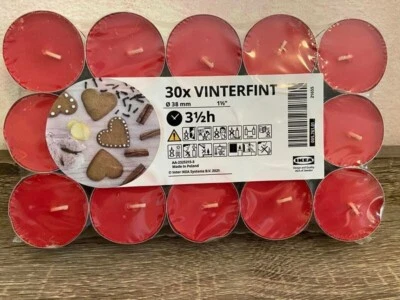 30x VINTERFINT
Ø 38 mm 1½"
3½h
Made in Poland
© Inter IKEA Systems B.V. 2021
IKEA